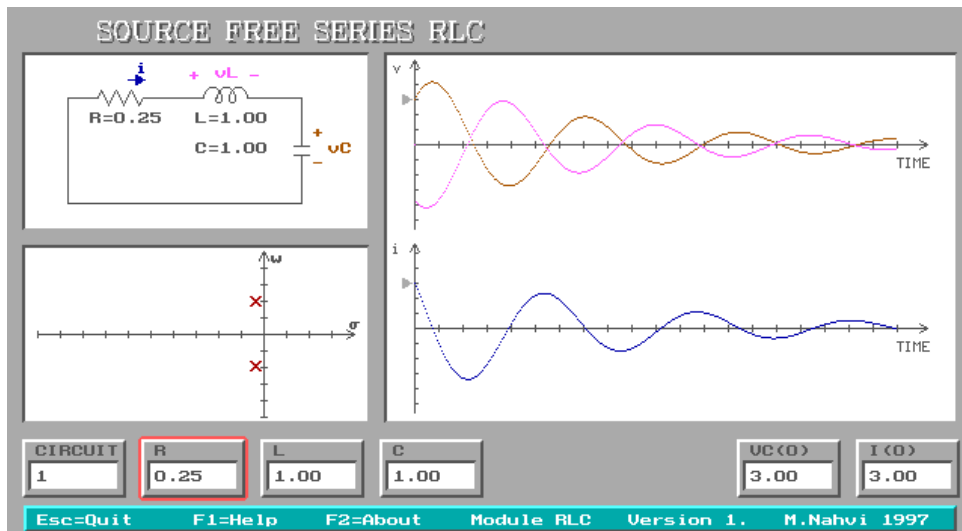 SOURCE FREE SERIES RLC
i
+ vL -
R=0.25 L=1.00
C=1.00
+
vC
-
v
TIME
w
σ
i
TIME
CIRCUIT
1
R
0.25
L
1.00
C
1.00
VC(0)
3.00
I(0)
3.00
Esc=Quit F1=Help F2=About Module RLC Version 1. M.Nahvi 1997